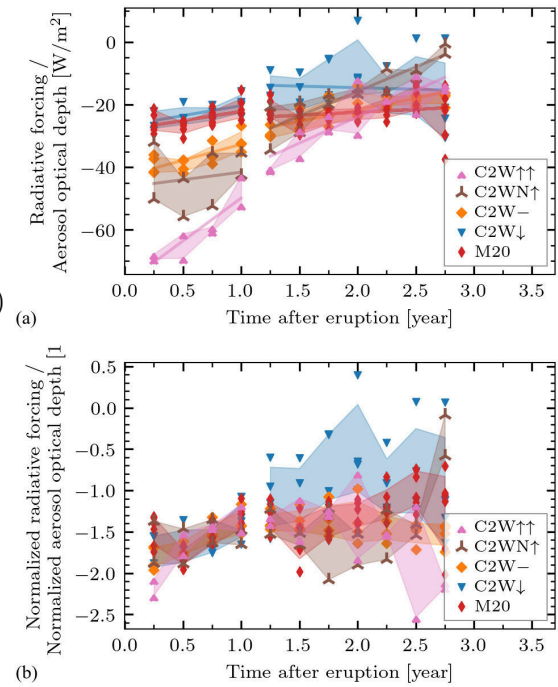 (a)
Radiative forcing /
Aerosol optical depth [W/m²]
0
−20
−40
−60
C2W↑↑
C2WN↑
C2W−
C2W↓
M20
0.0 0.5 1.0 1.5 2.0 2.5 3.0 3.5
Time after eruption [year]
)
(b)
Normalized radiative forcing /
Normalized aerosol optical depth [1
0.5
0.0
−0.5
−1.0
−1.5
−2.0
−2.5
C2W↑↑
C2WN↑
C2W−
C2W↓
M20
0.0 0.5 1.0 1.5 2.0 2.5 3.0 3.5
Time after eruption [year]